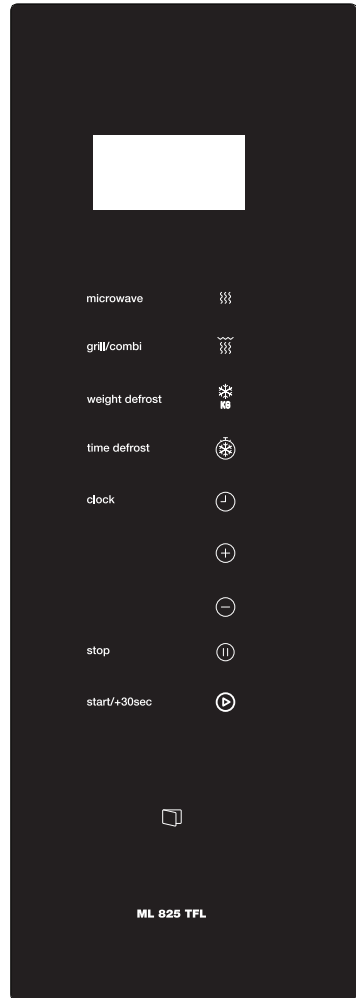 microwave
grill/combi
weight defrost
KG
time defrost
clock
stop
start/+30sec
ML 825 TFL